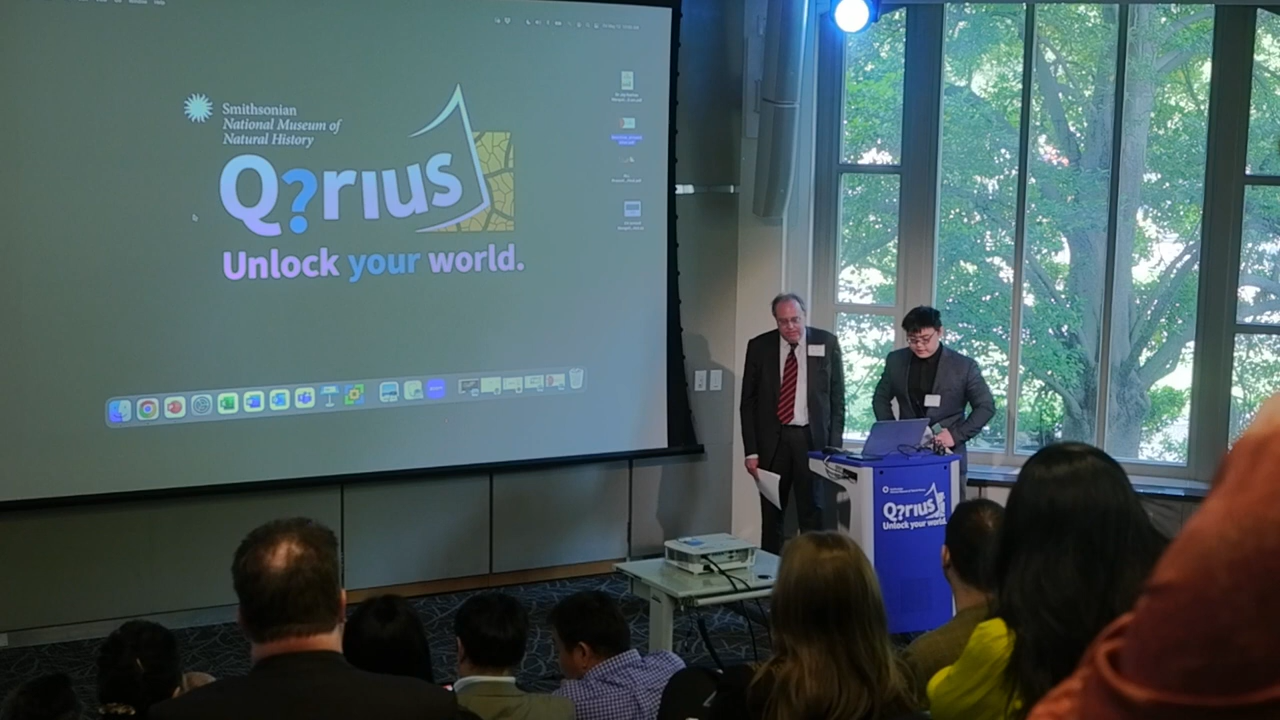 Smithsonian
National Museum of
Natural History
Q?rius
Unlock your world.
Q?rius
Unlock your world.